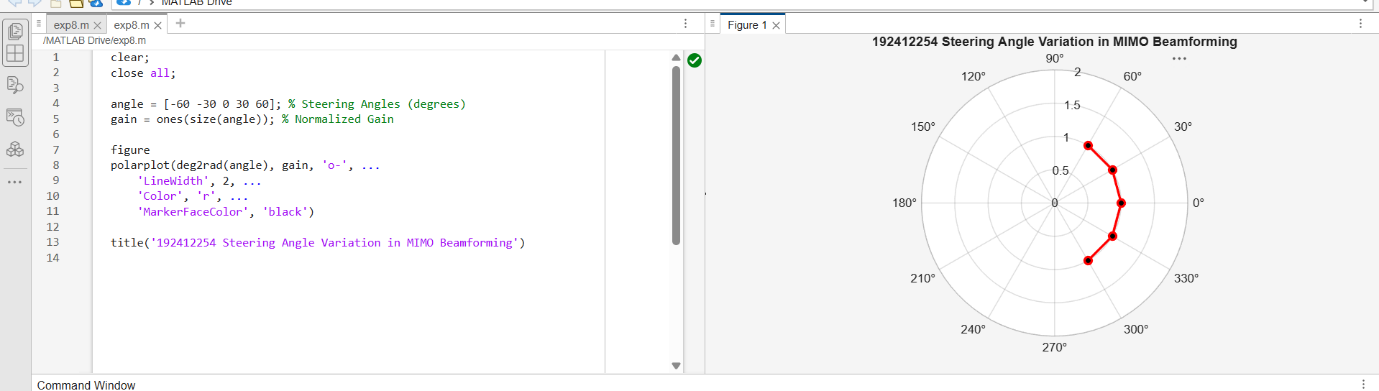 / › MATLAB Drive
exp8.m × exp8.m × +
/MATLAB Drive/exp8.m
1 clear;
2 close all;
3
4 angle = [-60 -30 0 30 60]; % Steering Angles (degrees)
5 gain = ones(size(angle)); % Normalized Gain
6
7 figure
8 polarplot(deg2rad(angle), gain, 'o-', ...
9 'LineWidth', 2, ...
10 'Color', 'r', ...
11 'MarkerFaceColor', 'black')
12
13 title('192412254 Steering Angle Variation in MIMO Beamforming')
14
Command Window
Figure 1 ×
192412254 Steering Angle Variation in MIMO Beamforming
90°
120° 2 60°
1.5
150° 1 30°
0.5
180° 0 0°
210° 330°
240° 300°
270°